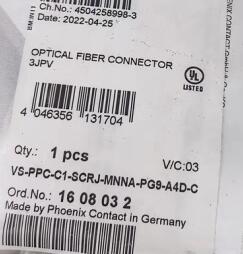 Ch.No.: 4504258998-3
Date: 2022-04-25
OPTICAL FIBER CONNECTOR
3JPV
UL
LISTED
4 046356 131704
Qty.: 1 pcs
V/C:03
VS-PPC-C1-SCRJ-MNNA-PG9-A4D-C
Ord.No.: 16 08 03 2
Made by Phoenix Contact in Germany